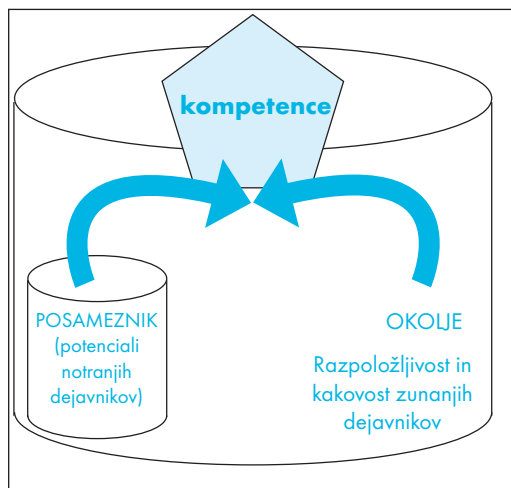 kompetence
POSAMEZNIK
(potenciali
notranjih
dejavnikov)
OKOLJE
Razpoložljivost in
kakovost zunanjih
dejavnikov